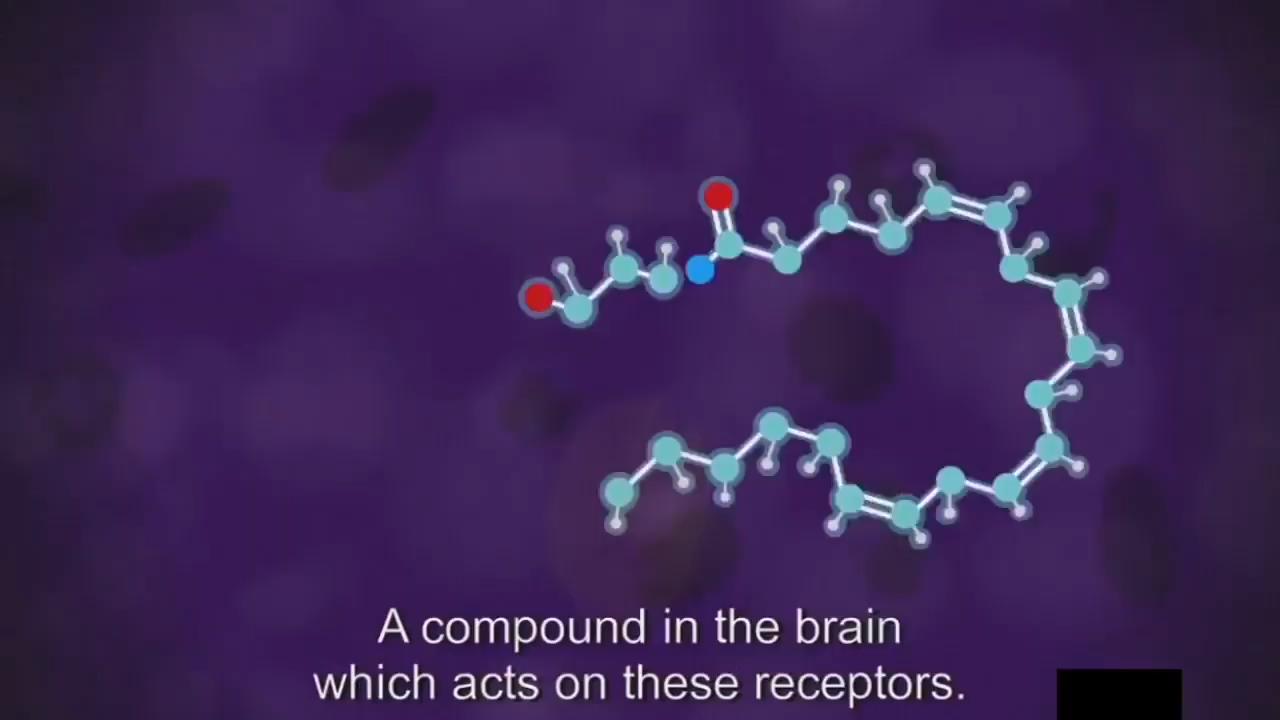 A compound in the brain
which acts on these receptors.